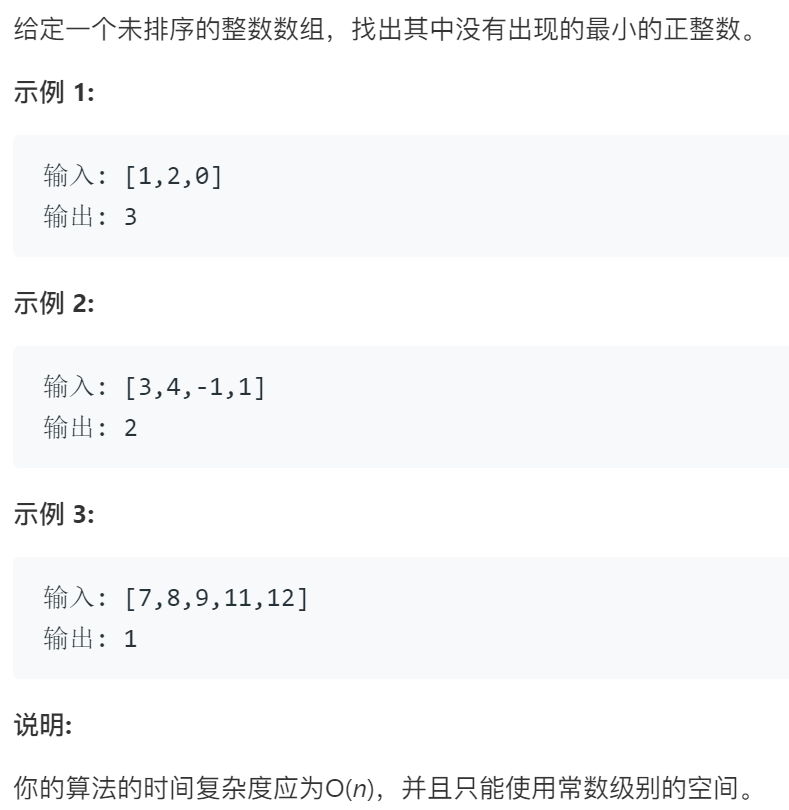 给定一个未排序的整数数组，找出其中没有出现的最小的正整数。
示例 1:
输入: [1,2,0]
输出: 3
示例 2:
输入: [3,4,-1,1]
输出: 2
示例 3:
输入: [7,8,9,11,12]
输出: 1
说明:
你的算法的时间复杂度应为O(n)，并且只能使用常数级别的空间。